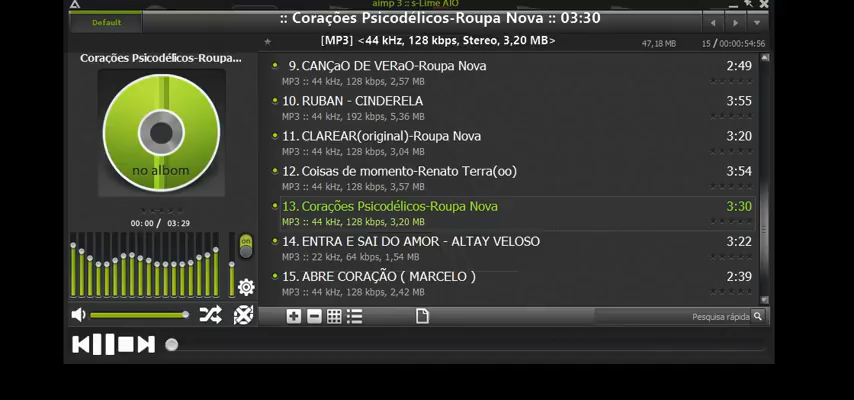 aimp 3 :: s-Lime AIO
Default
:: Corações Psicodélicos-Roupa Nova :: 03:30
[MP3] <44 kHz, 128 kbps, Stereo, 3,20 MB>
47,18 MB
15 / 00:00:54:56
Corações Psicodélicos-Roupa...
no albom
00:00 / 03:29
on
9. CANÇaO DE VERaO-Roupa Nova 2:49
MP3 :: 44 kHz, 128 kbps, 2,57 MB
10. RUBAN - CINDERELA 3:55
MP3 :: 44 kHz, 192 kbps, 5,36 MB
11. CLAREAR(original)-Roupa Nova 3:20
MP3 :: 44 kHz, 128 kbps, 3,04 MB
12. Coisas de momento-Renato Terra(oo) 3:54
MP3 :: 44 kHz, 128 kbps, 3,57 MB
13. Corações Psicodélicos-Roupa Nova 3:30
MP3 :: 44 kHz, 128 kbps, 3,20 MB
14. ENTRA E SAI DO AMOR - ALTAY VELOSO 3:22
MP3 :: 22 kHz, 64 kbps, 1,54 MB
15. ABRE CORAÇÃO ( MARCELO ) 2:39
MP3 :: 44 kHz, 128 kbps, 2,42 MB
Pesquisa rápida